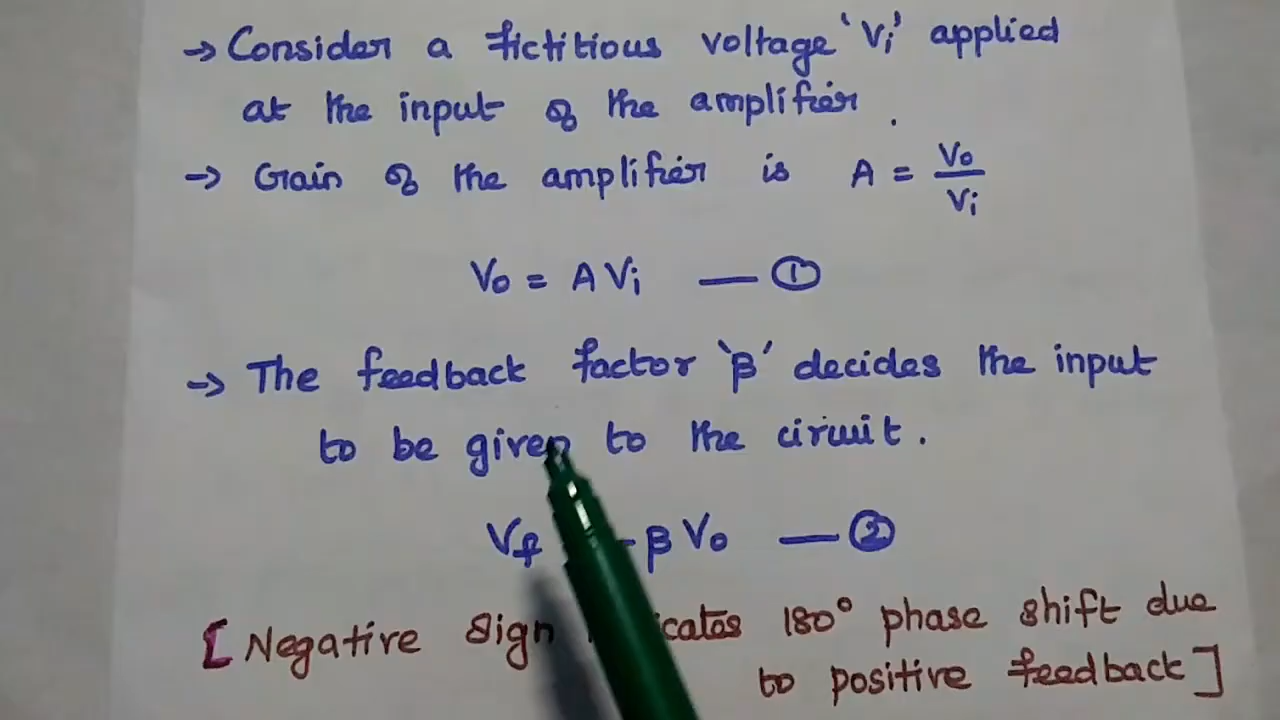 → Consider a fictitious voltage 'Vi' applied
at the input of the amplifier.
→ Gain of the amplifier is A = Vo/Vi
Vo = A Vi — ①
→ The feedback factor 'β' decides the input
to be given to the circuit.
Vf - β Vo — ②
[Negative sign 180° phase shift due
to positive feedback]